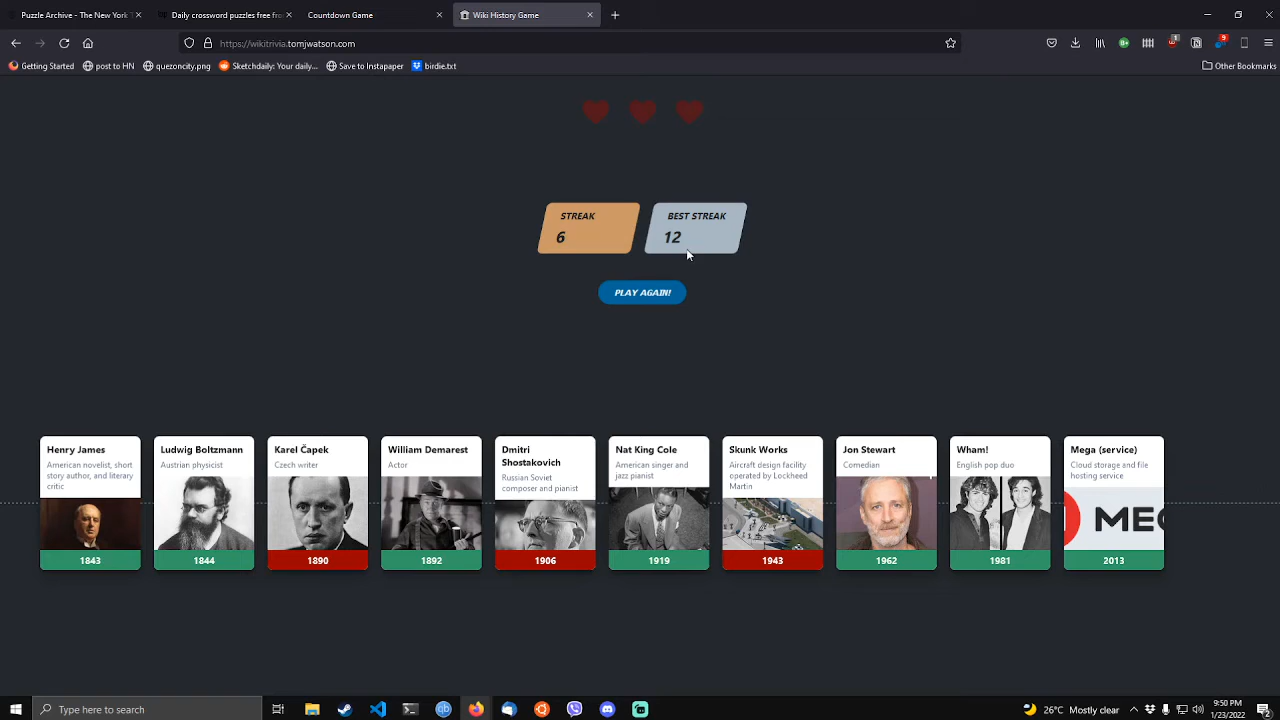 Puzzle Archive - The New York T
Daily crossword puzzles free fro
Countdown Game
Wiki History Game
https://wikitrivia.tomjwatson.com
Getting Started
post to HN
quezoncity.png
Sketchdaily: Your daily...
Save to Instapaper
birdie.txt
Other Bookmarks
STREAK
6
BEST STREAK
12
PLAY AGAIN!
Henry James
American novelist, short
story author, and literary
critic
1843
Ludwig Boltzmann
Austrian physicist
1844
Karel Čapek
Czech writer
1890
William Demarest
Actor
1892
Dmitri
Shostakovich
Russian Soviet
composer and pianist
1906
Nat King Cole
American singer and
jazz pianist
1919
Skunk Works
Aircraft design facility
operated by Lockheed
Martin
1943
Jon Stewart
Comedian
1962
Wham!
English pop duo
1981
Mega (service)
Cloud storage and file
hosting service
MEG
2013
Type here to search
26°C Mostly clear
9:50 PM
1/23/2022